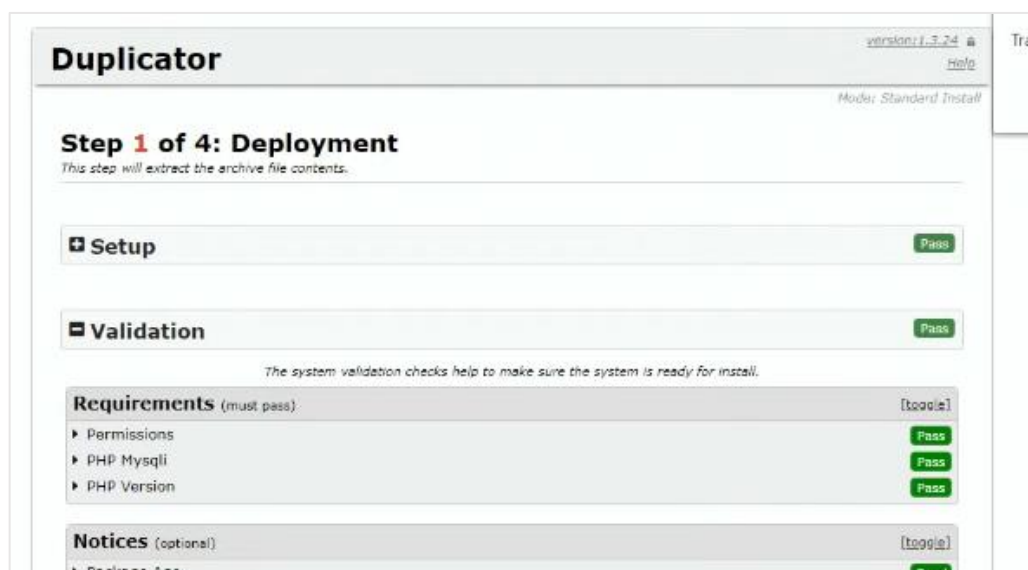 Duplicator
version:1.3.24
Help
Mode: Standard Install
Step 1 of 4: Deployment
This step will extract the archive file contents.
Setup
Pass
Validation
Pass
The system validation checks help to make sure the system is ready for install.
Requirements (must pass)
[toggle]
Permissions
Pass
PHP Mysqli
Pass
PHP Version
Pass
Notices (optional)
[toggle]